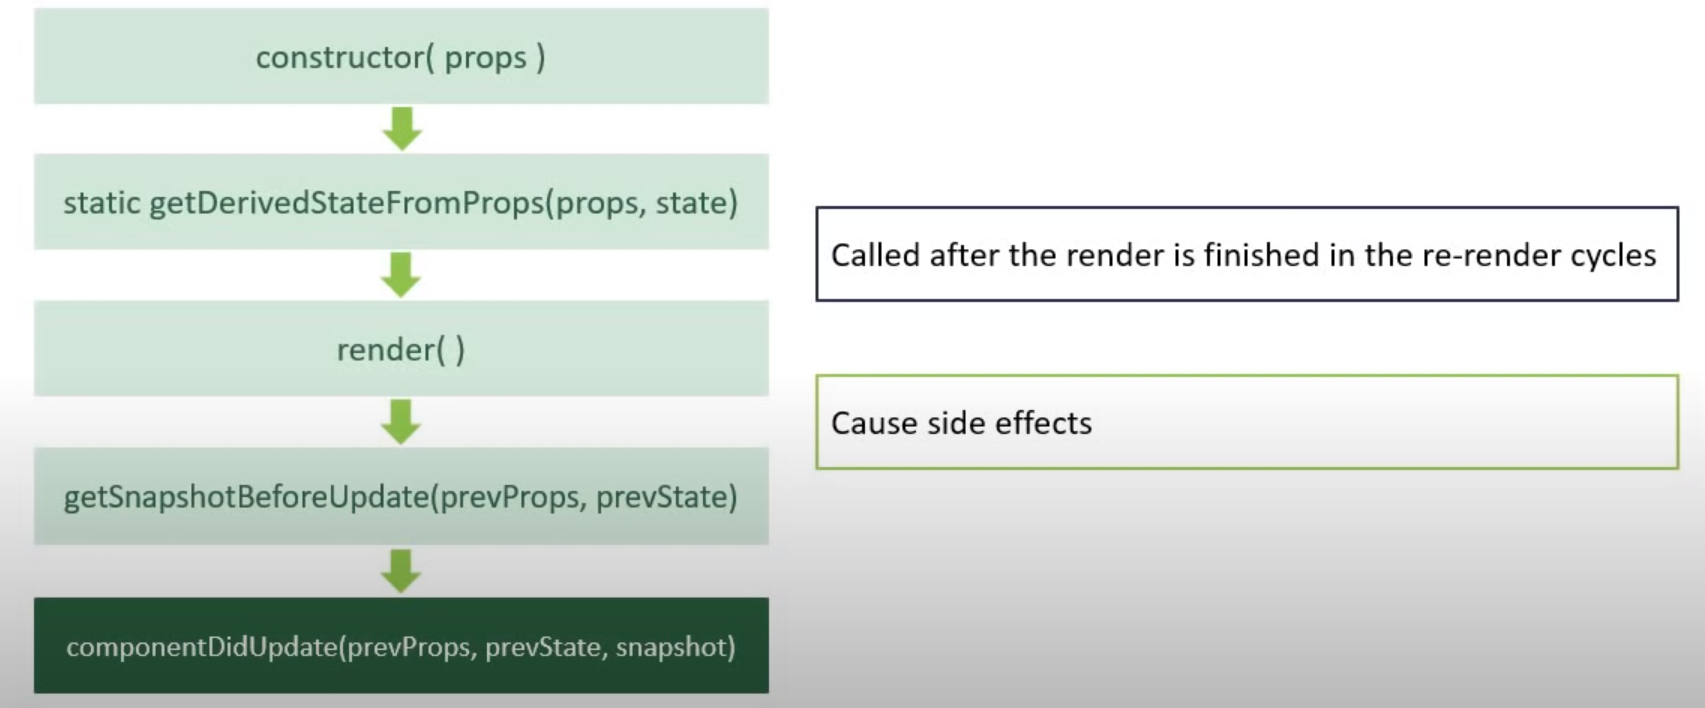 constructor( props )
static getDerivedStateFromProps(props, state)
render( )
getSnapshotBeforeUpdate(prevProps, prevState)
componentDidUpdate(prevProps, prevState, snapshot)
Called after the render is finished in the re-render cycles
Cause side effects